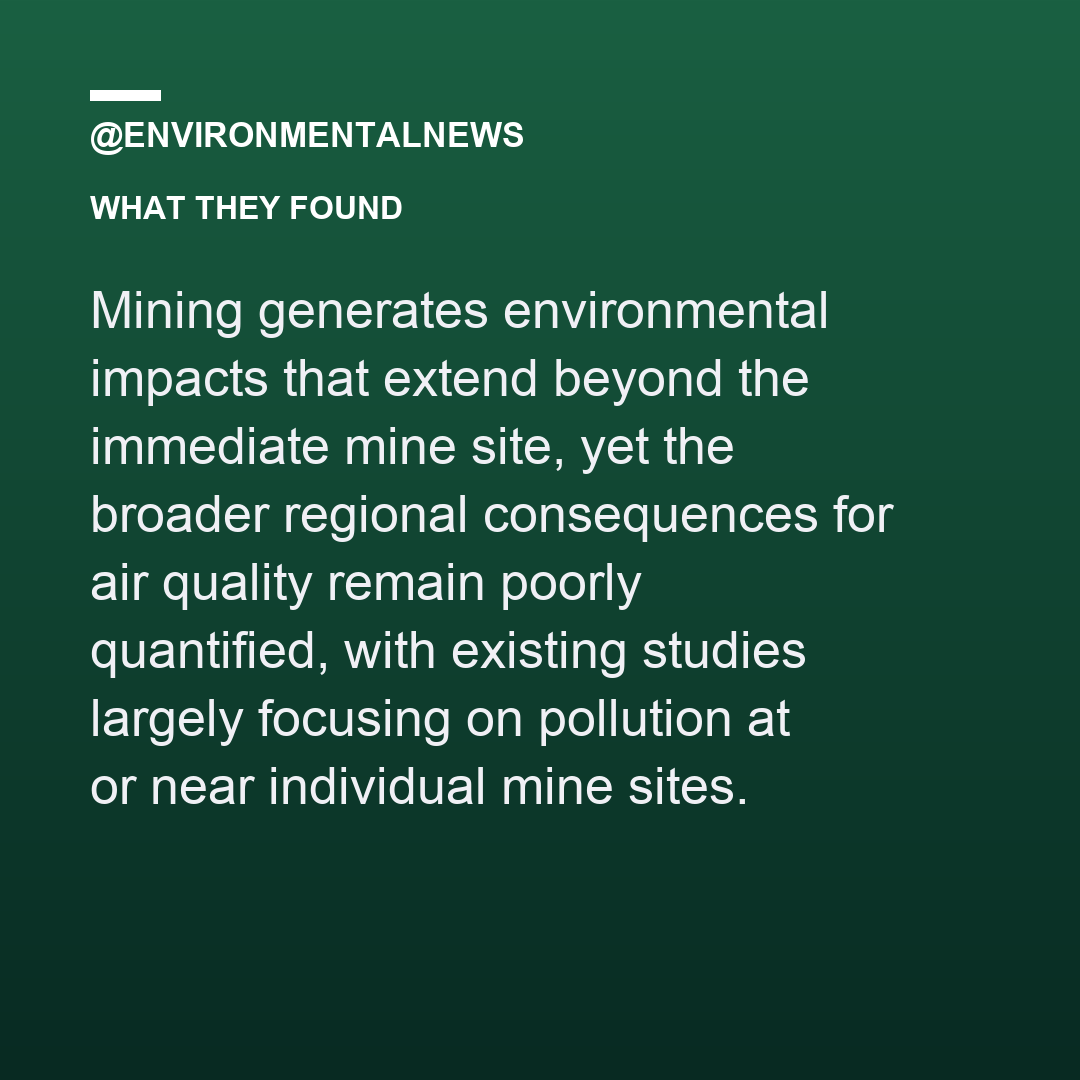 @ENVIRONMENTALNEWS
WHAT THEY FOUND
Mining generates environmental
impacts that extend beyond the
immediate mine site, yet the
broader regional consequences for
air quality remain poorly
quantified, with existing studies
largely focusing on pollution at
or near individual mine sites.